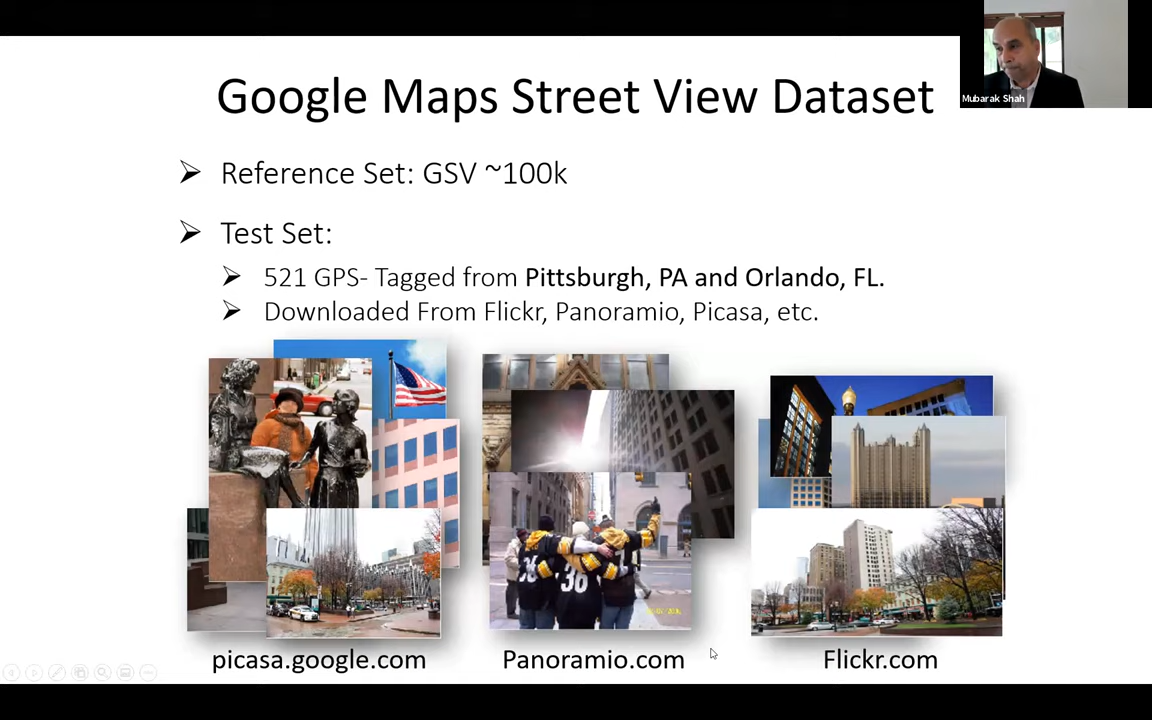 Google Maps Street View Dataset
Mubarak Shah
➢ Reference Set: GSV ~100k
➢ Test Set:
➢ 521 GPS- Tagged from Pittsburgh, PA and Orlando, FL.
➢ Downloaded From Flickr, Panoramio, Picasa, etc.
36
picasa.google.com
Panoramio.com
Flickr.com